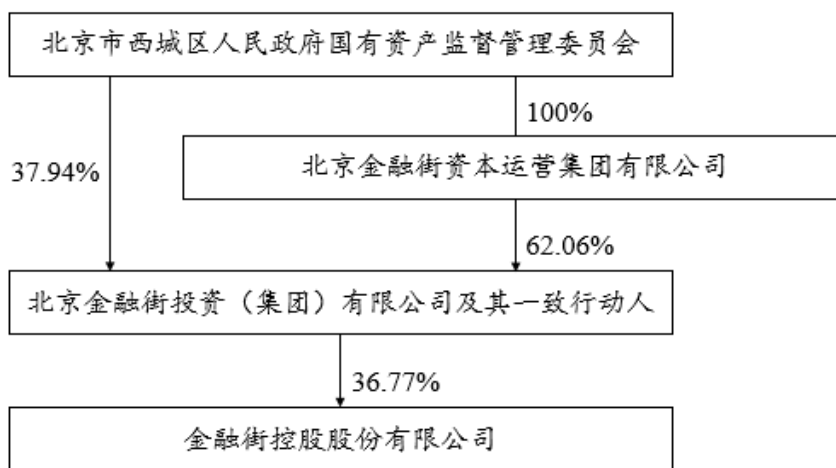 北京市西城区人民政府国有资产监督管理委员会
100%
37.94%
北京金融街资本运营集团有限公司
62.06%
北京金融街投资（集团）有限公司及其一致行动人
36.77%
金融街控股股份有限公司